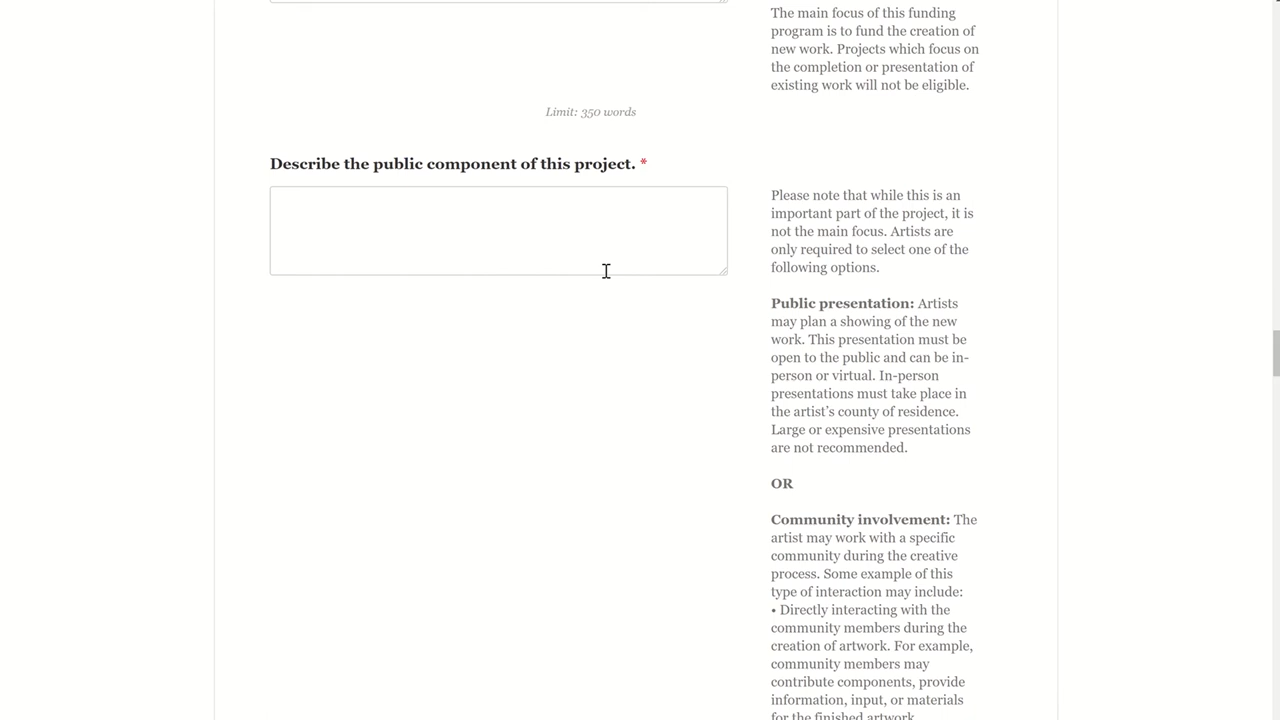 The main focus of this funding
program is to fund the creation of
new work. Projects which focus on
the completion or presentation of
existing work will not be eligible.
Limit: 350 words
Describe the public component of this project. *
Please note that while this is an
important part of the project, it is
not the main focus. Artists are
only required to select one of the
following options.
Public presentation: Artists
may plan a showing of the new
work. This presentation must be
open to the public and can be in-
person or virtual. In-person
presentations must take place in
the artist’s county of residence.
Large or expensive presentations
are not recommended.
OR
Community involvement: The
artist may work with a specific
community during the creative
process. Some example of this
type of interaction may include:
• Directly interacting with the
community members during the
creation of artwork. For example,
community members may
contribute components, provide
information, input, or materials
for the finished artwork.